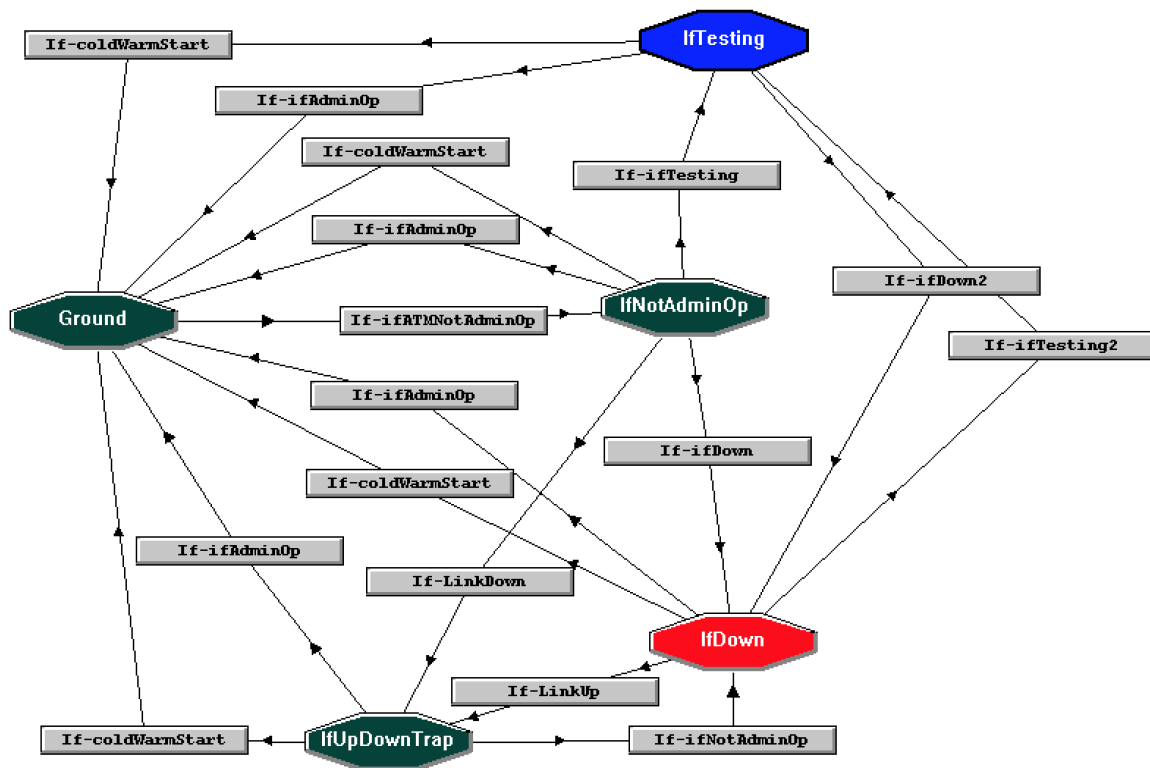 IfTesting
If-coldWarmStart
If-ifAdminOp
If-coldWarmStart
If-ifTesting
If-ifAdminOp
If-ifDown2
IfNotAdminOp
Ground
If-ifATMNotAdminOp
If-ifTesting2
If-ifAdminOp
If-ifDown
If-coldWarmStart
If-ifAdminOp
If-LinkDown
IfDown
If-LinkUp
If-coldWarmStart
IfUpDownTrap
If-ifNotAdminOp